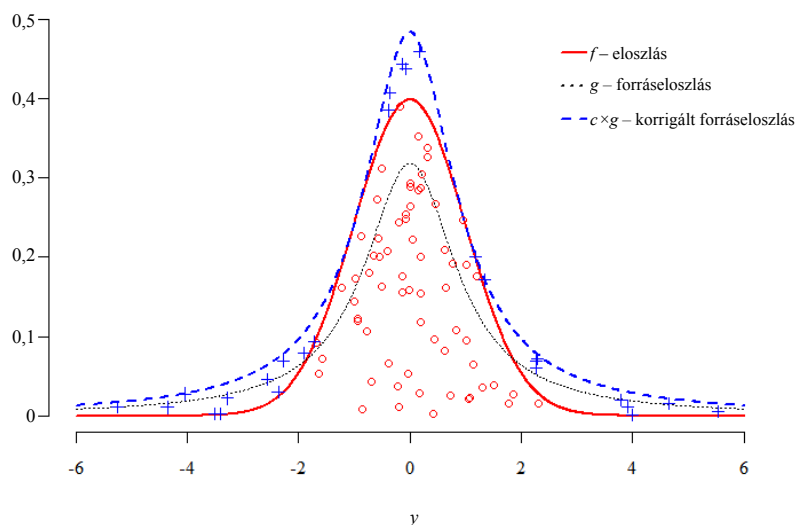 0,5
0,4
0,3
0,2
0,1
0
f – eloszlás
g – forráseloszlás
c×g – korrigált forráseloszlás
-6 -4 -2 0 2 4 6
y